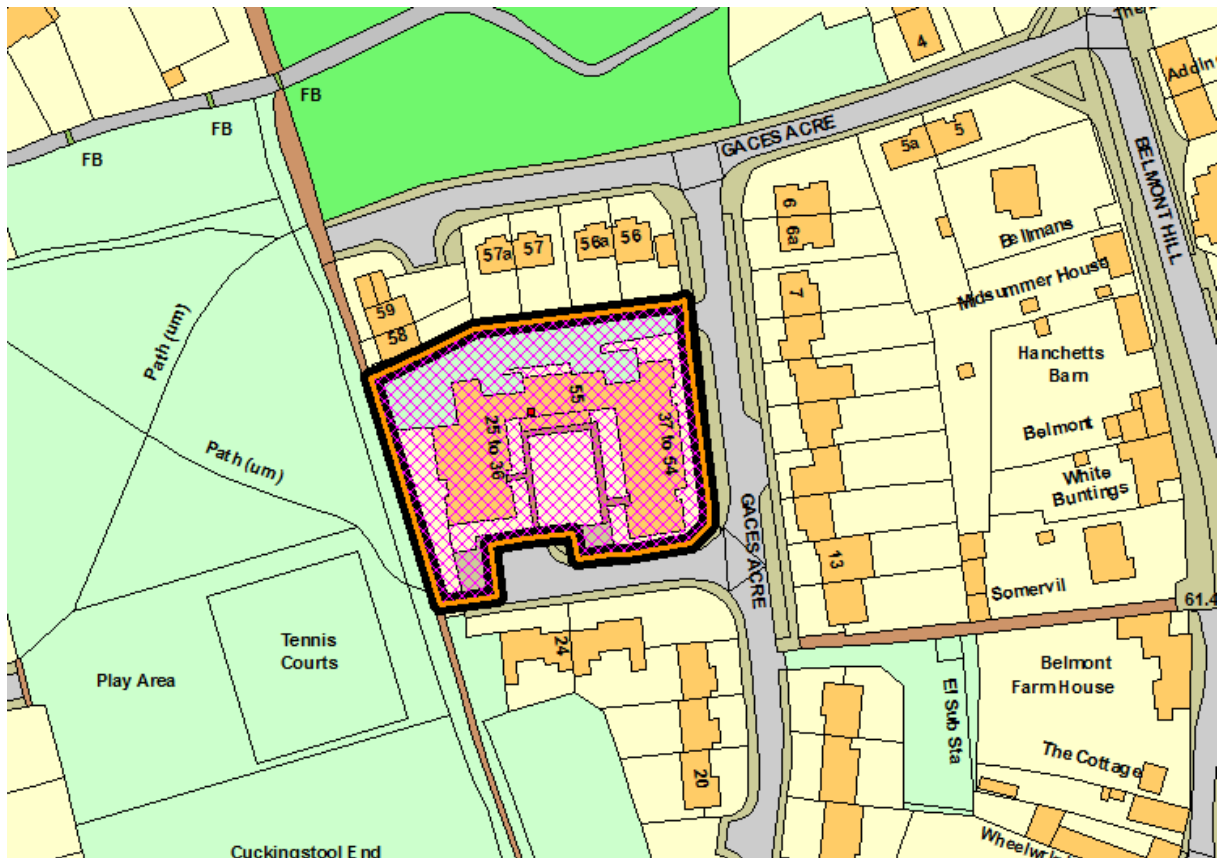 4
FB
FB
FB
GACES ACRE
5a
5
6
6a
BELMONT HILL
Bellmans
57a
57
56a
56
Midsummer House
7
59
58
Path (um)
Hanchetts
Barn
55
25 to 36
37 to 54
Belmont
White
Buntings
Path (um)
GACES ACRE
13
Somervil
61.4
Tennis
Courts
24
Play Area
Belmont
Farm House
El Sub Sta
20
The Cottage
Cuckingstool End